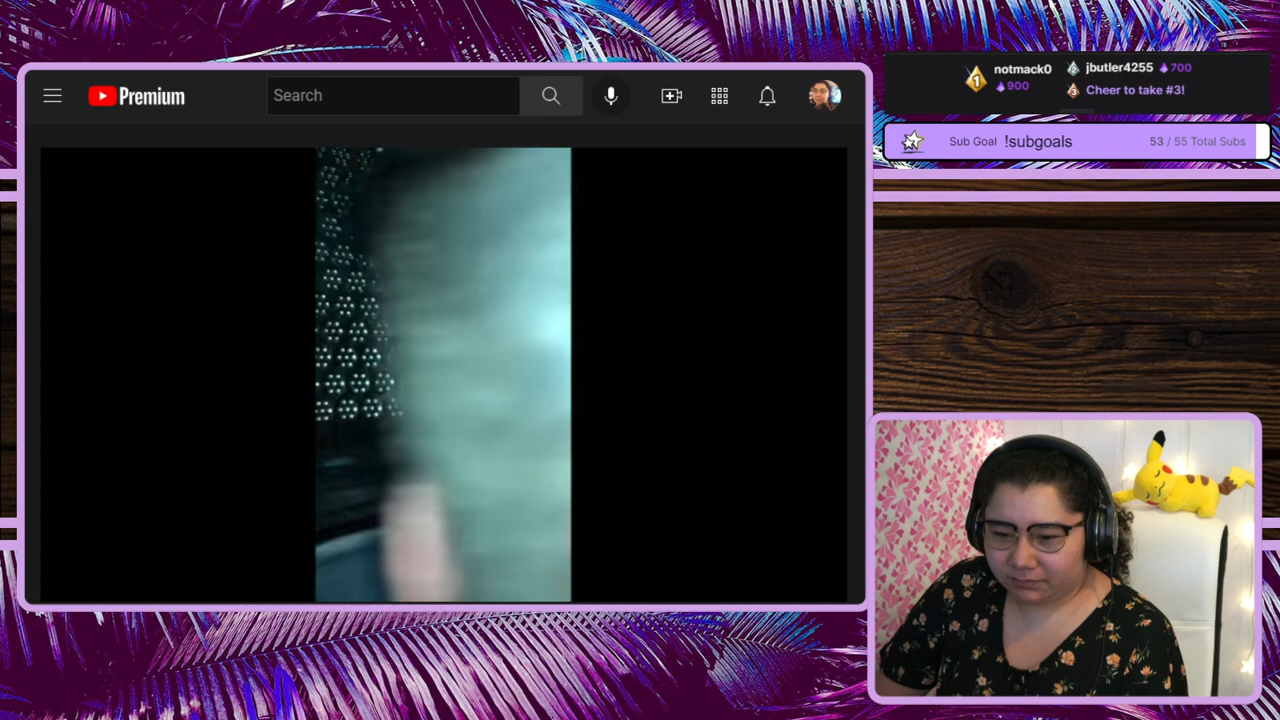 Premium
Search
notmack0
900
jbutler4255 700
Cheer to take #3!
Sub Goal !subgoals 53 / 55 Total Subs